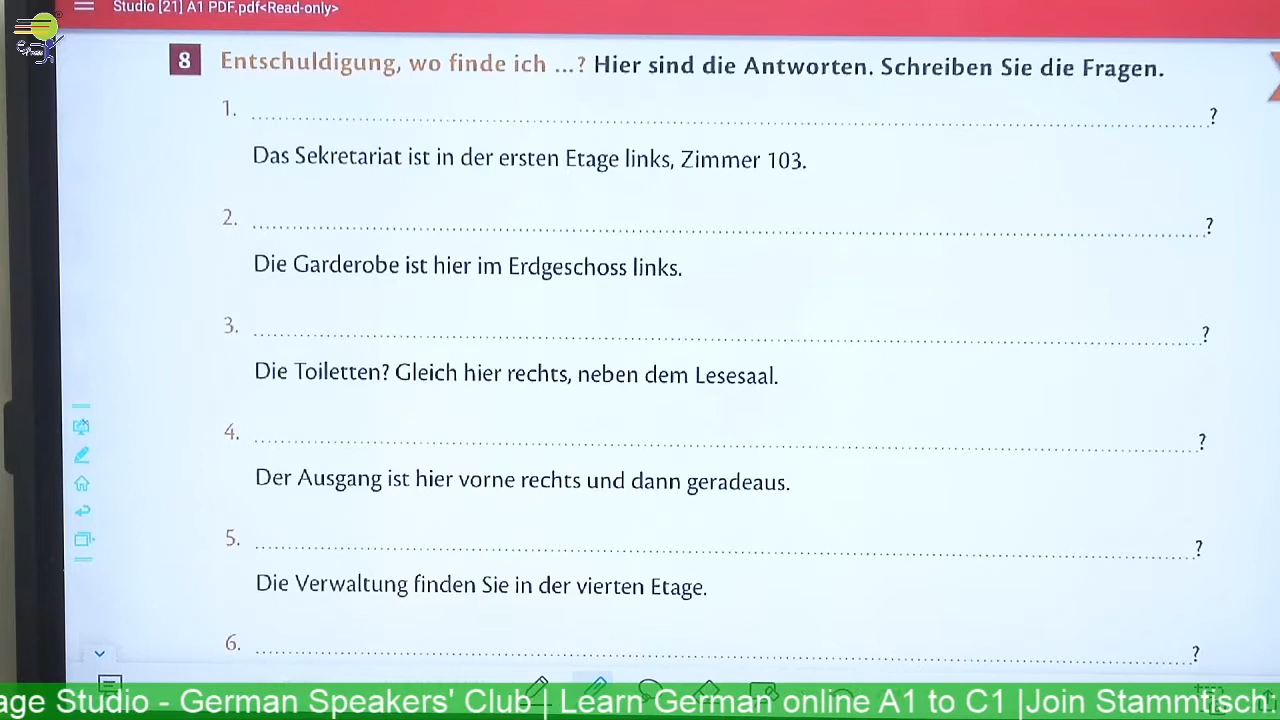 Studio [21] A1 PDF.pdf<Read-only>
8 Entschuldigung, wo finde ich ...? Hier sind die Antworten. Schreiben Sie die Fragen.
1. ?
Das Sekretariat ist in der ersten Etage links, Zimmer 103.
2. ?
Die Garderobe ist hier im Erdgeschoss links.
3. ?
Die Toiletten? Gleich hier rechts, neben dem Lesesaal.
4. ?
Der Ausgang ist hier vorne rechts und dann geradeaus.
5. ?
Die Verwaltung finden Sie in der vierten Etage.
6. ?
age Studio - German Speakers' Club | Learn German online A1 to C1 |Join Stammtisch: